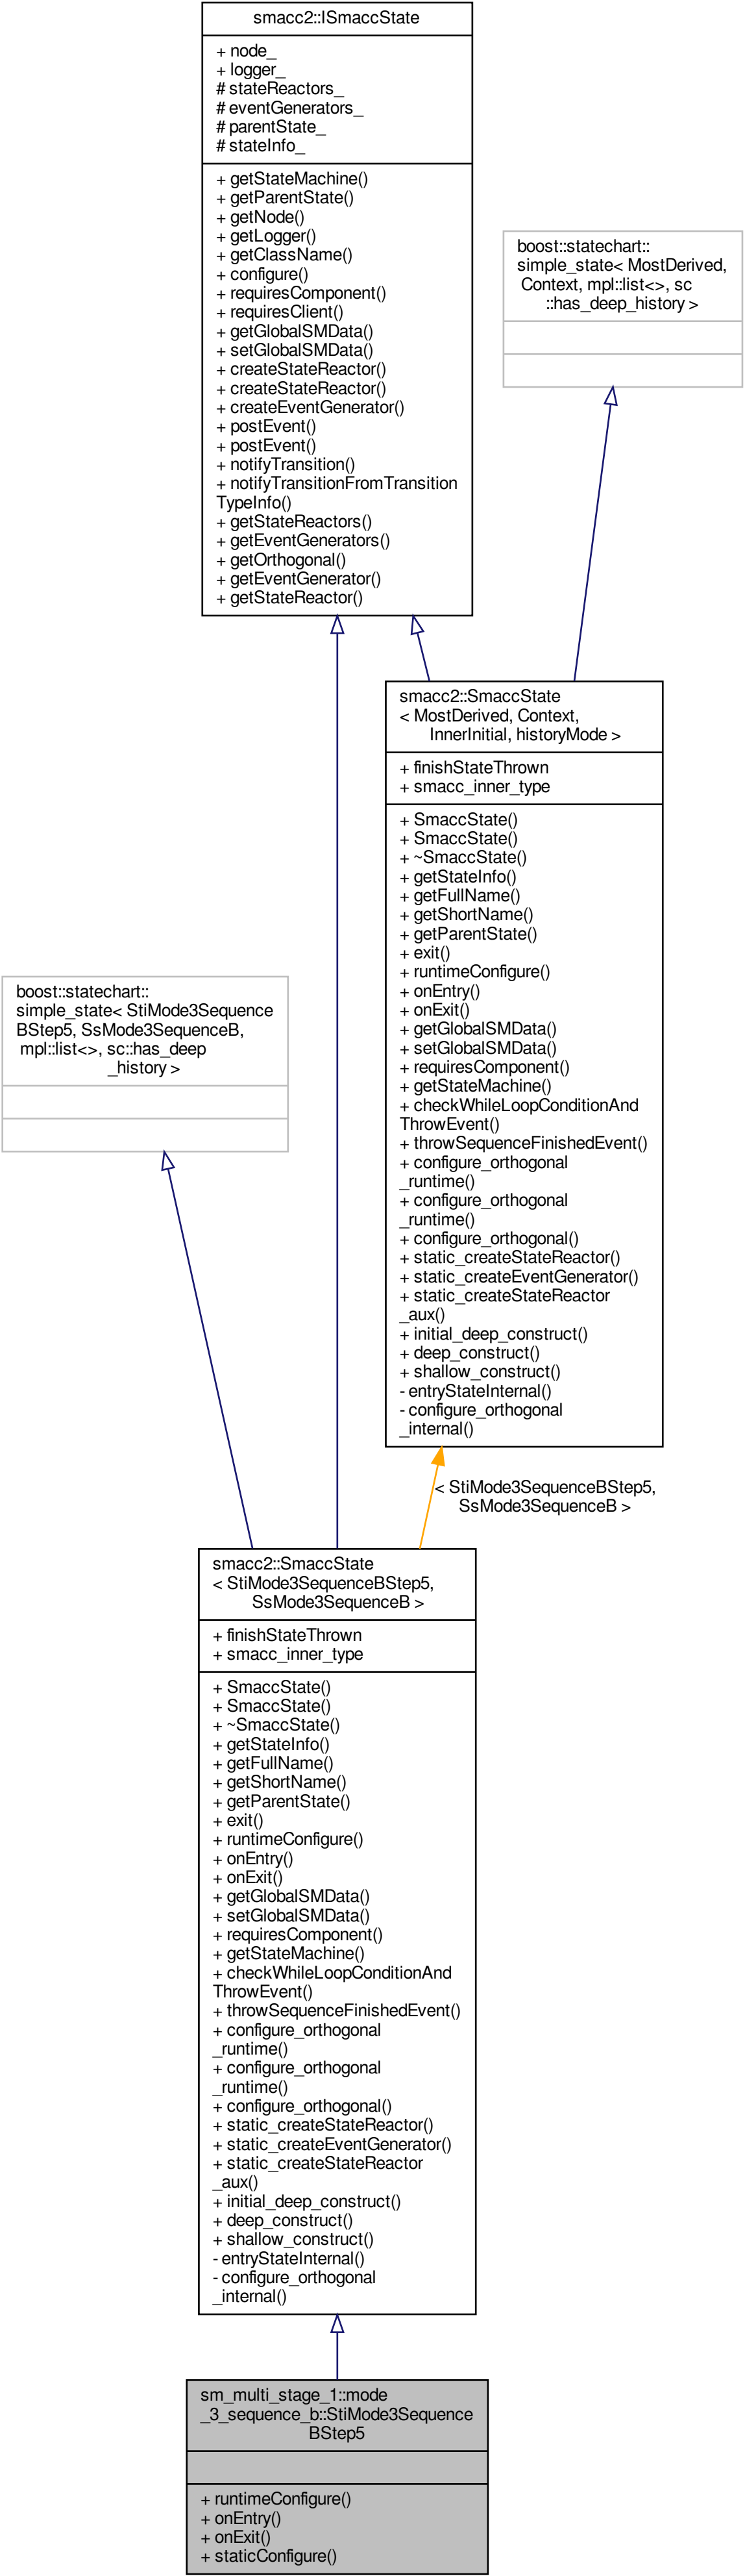 smacc2::ISmaccState
+ node_
+ logger_
# stateReactors_
# eventGenerators_
# parentState_
# stateInfo_
+ getStateMachine()
+ getParentState()
+ getNode()
+ getLogger()
+ getClassName()
+ configure()
+ requiresComponent()
+ requiresClient()
+ getGlobalSMData()
+ setGlobalSMData()
+ createStateReactor()
+ createStateReactor()
+ createEventGenerator()
+ postEvent()
+ postEvent()
+ notifyTransition()
+ notifyTransitionFromTransition
TypeInfo()
+ getStateReactors()
+ getEventGenerators()
+ getOrthogonal()
+ getEventGenerator()
+ getStateReactor()
boost::statechart::
simple_state< MostDerived,
Context, mpl::list<>, sc
::has_deep_history >
smacc2::SmaccState
< MostDerived, Context,
InnerInitial, historyMode >
+ finishStateThrown
+ smacc_inner_type
+ SmaccState()
+ SmaccState()
+ ~SmaccState()
+ getStateInfo()
+ getFullName()
+ getShortName()
+ getParentState()
+ exit()
+ runtimeConfigure()
+ onEntry()
+ onExit()
+ getGlobalSMData()
+ setGlobalSMData()
+ requiresComponent()
+ getStateMachine()
+ checkWhileLoopConditionAnd
ThrowEvent()
+ throwSequenceFinishedEvent()
+ configure_orthogonal
_runtime()
+ configure_orthogonal
_runtime()
+ configure_orthogonal()
+ static_createStateReactor()
+ static_createEventGenerator()
+ static_createStateReactor
_aux()
+ initial_deep_construct()
+ deep_construct()
+ shallow_construct()
- entryStateInternal()
- configure_orthogonal
_internal()
boost::statechart::
simple_state< StiMode3Sequence
BStep5, SsMode3SequenceB,
mpl::list<>, sc::has_deep
_history >
< StiMode3SequenceBStep5,
SsMode3SequenceB >
smacc2::SmaccState
< StiMode3SequenceBStep5,
SsMode3SequenceB >
+ finishStateThrown
+ smacc_inner_type
+ SmaccState()
+ SmaccState()
+ ~SmaccState()
+ getStateInfo()
+ getFullName()
+ getShortName()
+ getParentState()
+ exit()
+ runtimeConfigure()
+ onEntry()
+ onExit()
+ getGlobalSMData()
+ setGlobalSMData()
+ requiresComponent()
+ getStateMachine()
+ checkWhileLoopConditionAnd
ThrowEvent()
+ throwSequenceFinishedEvent()
+ configure_orthogonal
_runtime()
+ configure_orthogonal
_runtime()
+ configure_orthogonal()
+ static_createStateReactor()
+ static_createEventGenerator()
+ static_createStateReactor
_aux()
+ initial_deep_construct()
+ deep_construct()
+ shallow_construct()
- entryStateInternal()
- configure_orthogonal
_internal()
sm_multi_stage_1::mode
_3_sequence_b::StiMode3Sequence
BStep5
+ runtimeConfigure()
+ onEntry()
+ onExit()
+ staticConfigure()